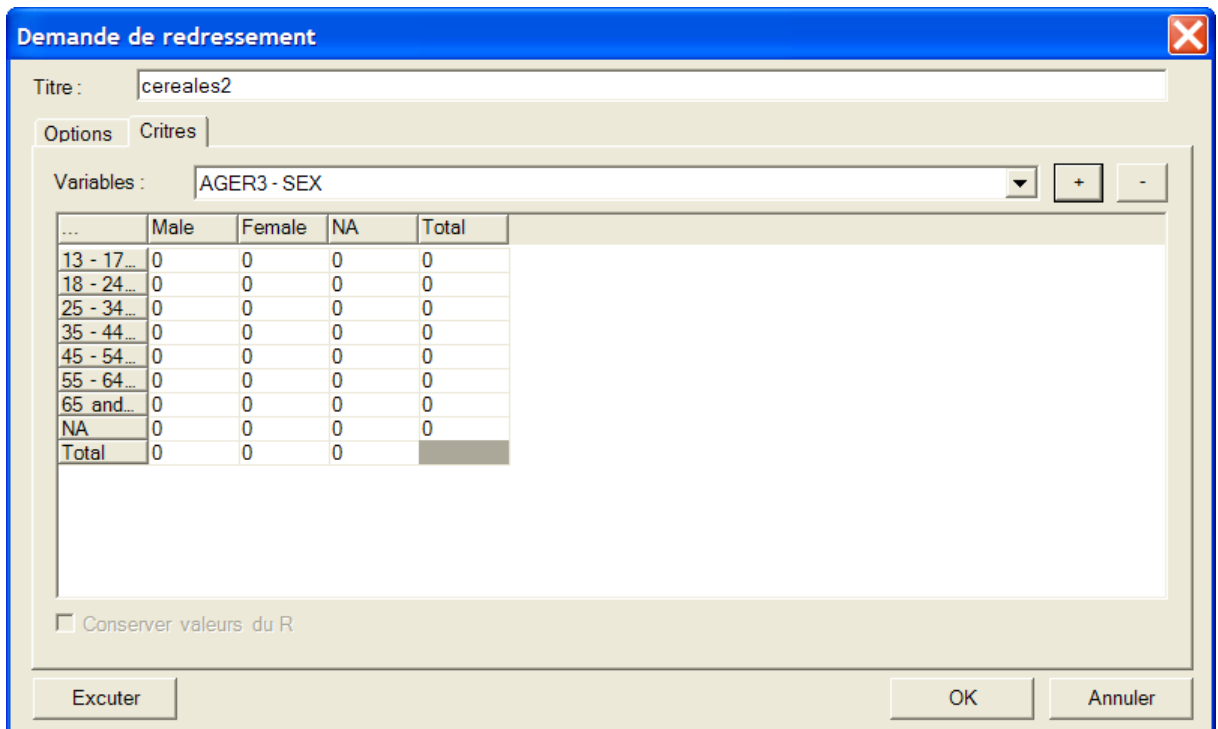 Demande de redressement
Titre : cereales2
Options Critres
Variables : AGER3 - SEX + -
... Male Female NA Total
13 - 17... 0 0 0 0
18 - 24... 0 0 0 0
25 - 34... 0 0 0 0
35 - 44... 0 0 0 0
45 - 54... 0 0 0 0
55 - 64... 0 0 0 0
65 and... 0 0 0 0
NA 0 0 0 0
Total 0 0 0
Conserver valeurs du R
Excuter OK Annuler